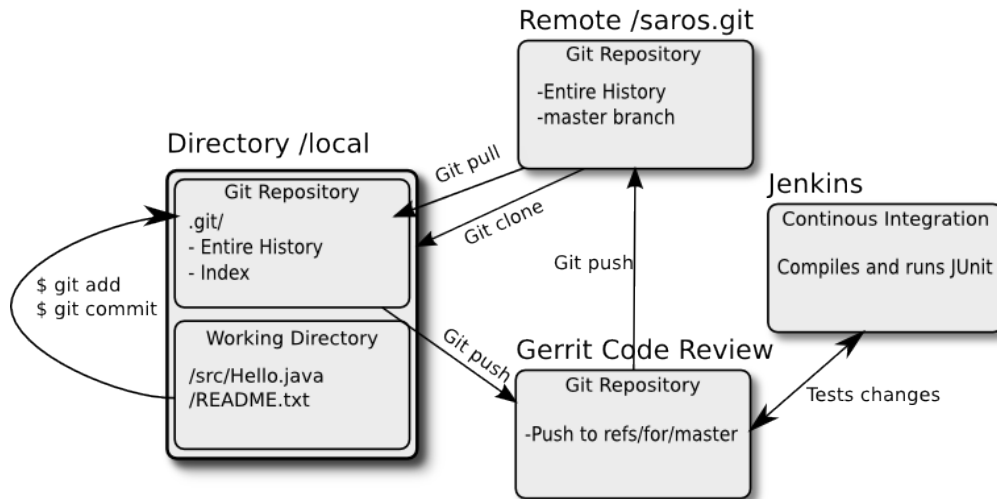 Remote /saros.git
Git Repository
-Entire History
-master branch
Directory /local
Git Repository
.git/
- Entire History
- Index
$ git add
$ git commit
Working Directory
/src/Hello.java
/README.txt
Git pull
Git clone
Git push
Git push
Jenkins
Continous Integration
Compiles and runs JUnit
Gerrit Code Review
Git Repository
-Push to refs/for/master
Tests changes